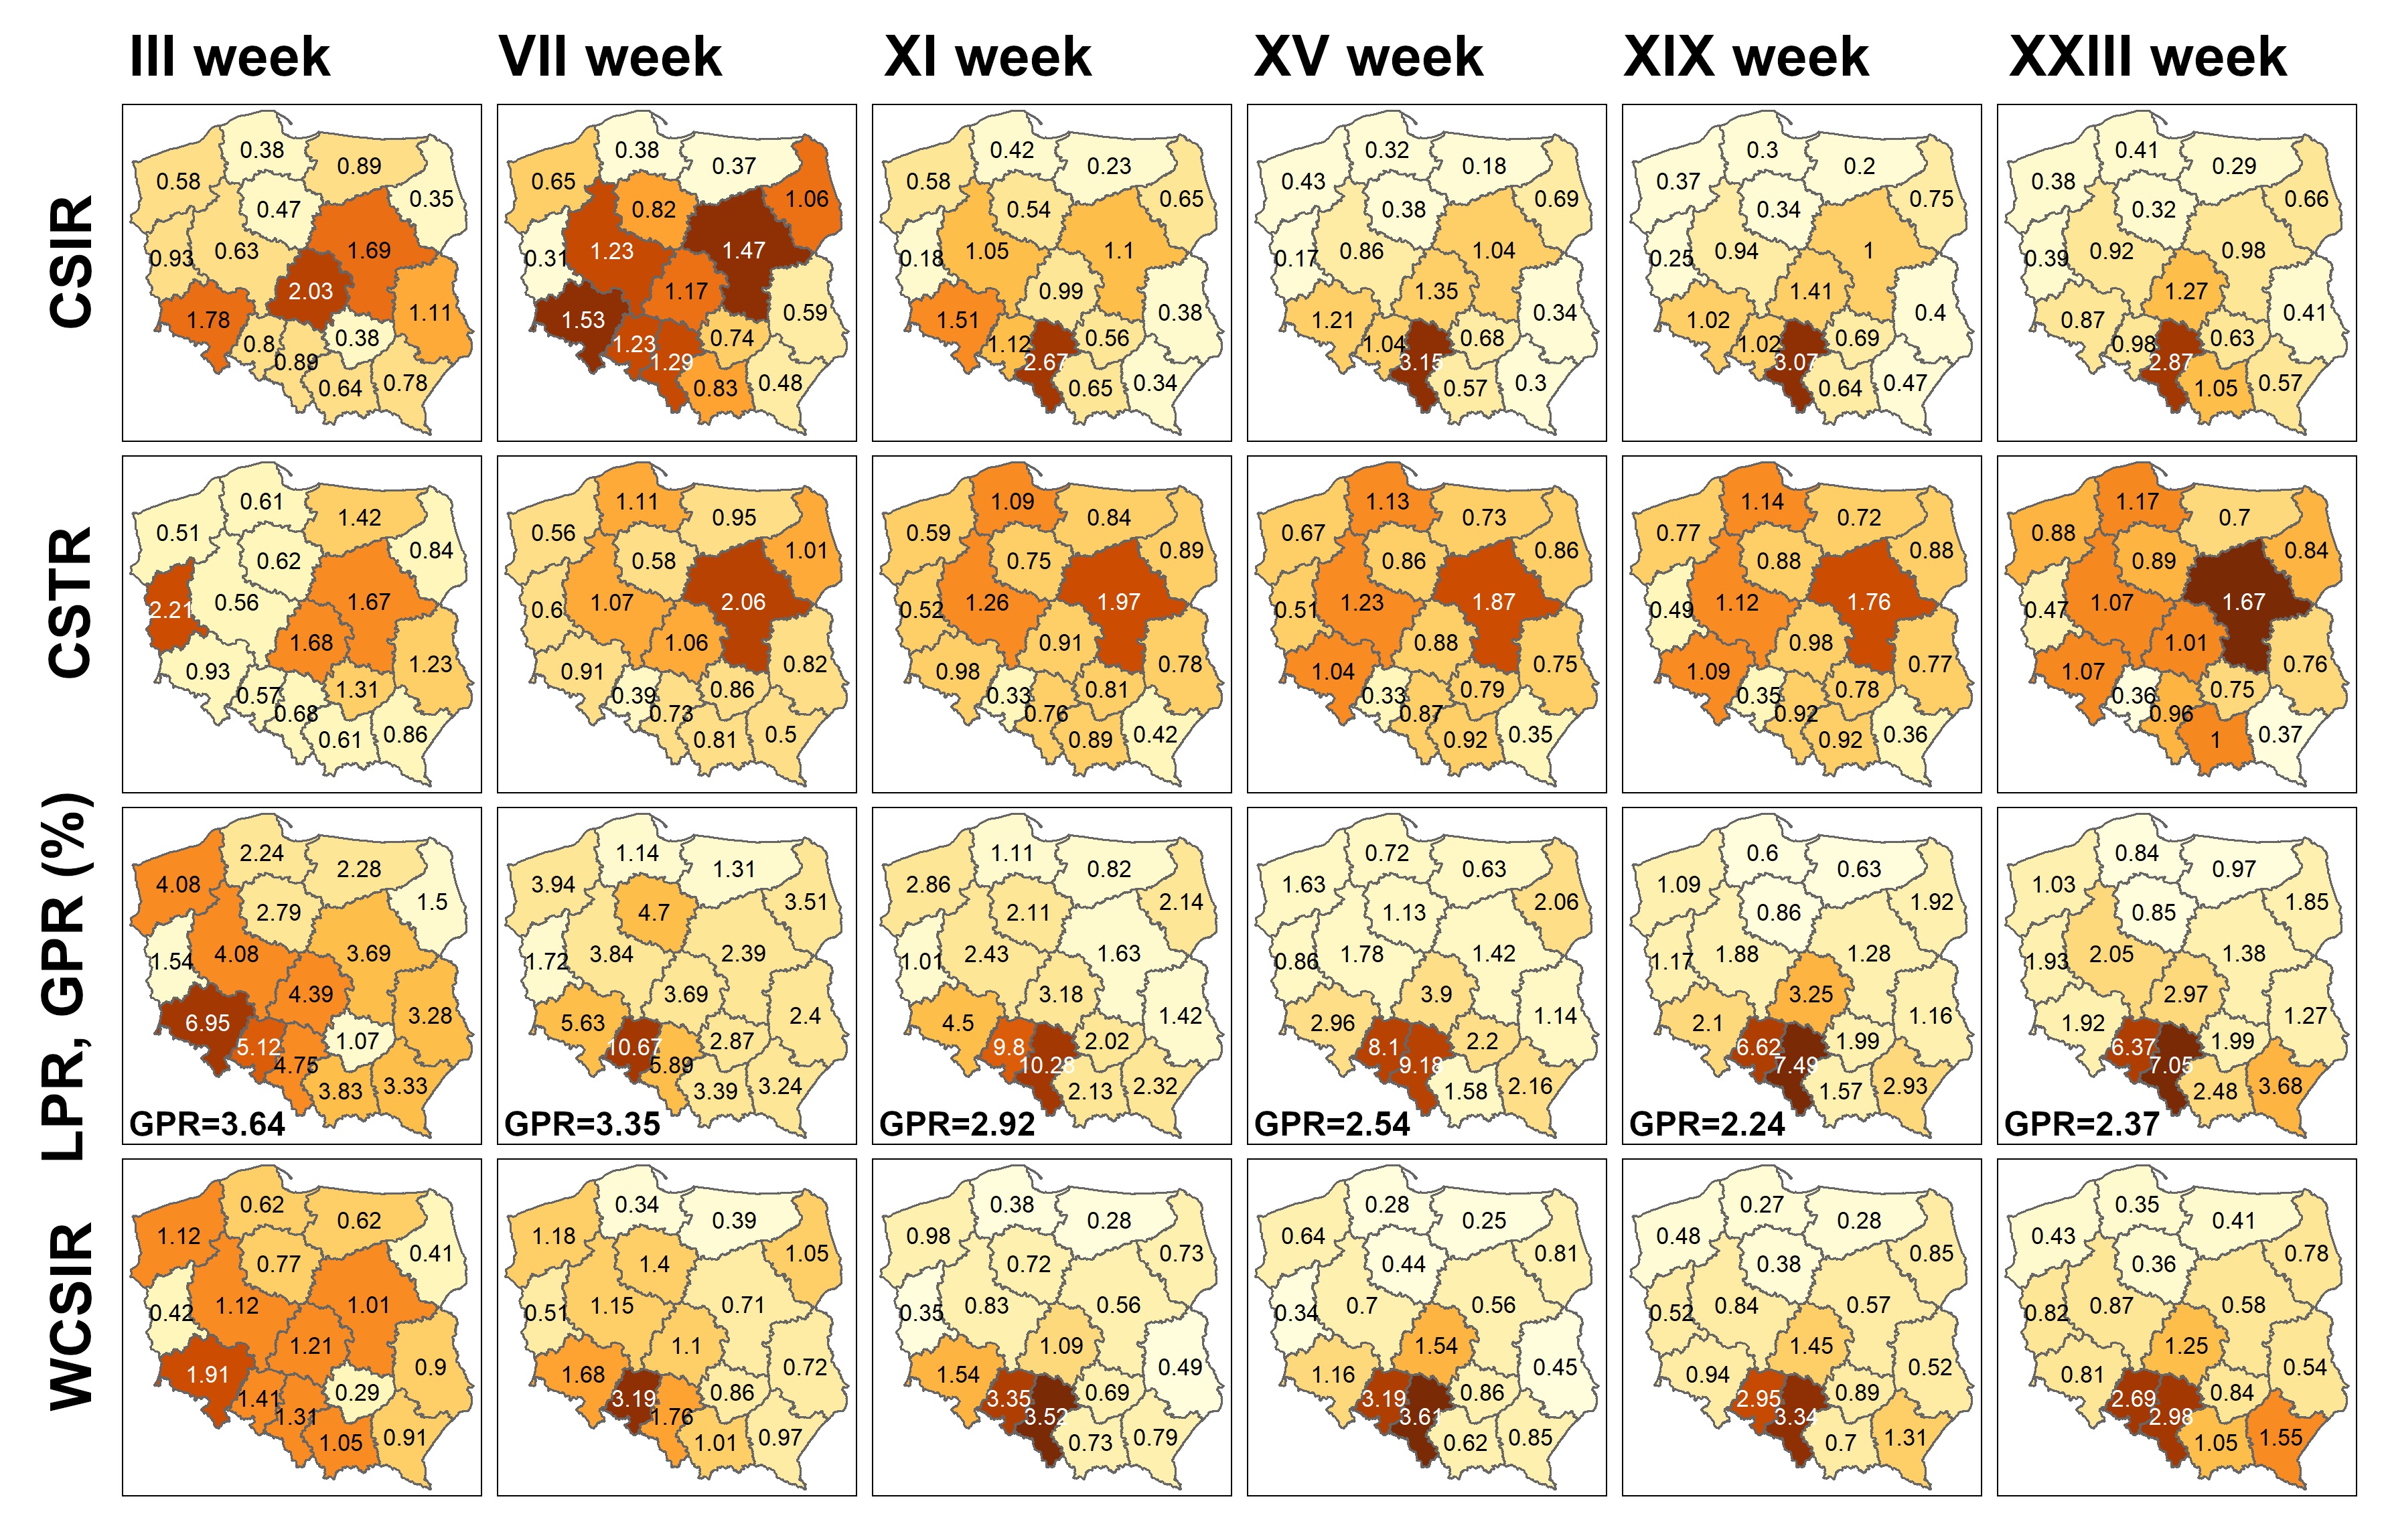 III week VII week XI week XV week XIX week XXIII week
CSIR
0.38 0.89 0.58 0.35 0.47 0.93 0.63 1.69 2.03 1.78 1.11 0.8 0.38 0.89 0.64 0.78
0.38 0.37 0.65 1.06 0.82 0.31 1.23 1.47 1.17 1.53 0.59 1.23 0.74 1.29 0.83 0.48
0.42 0.23 0.58 0.65 0.54 0.18 1.05 1.1 0.99 1.51 0.38 1.12 0.56 2.67 0.65 0.34
0.32 0.18 0.43 0.69 0.38 0.17 0.86 1.04 1.35 1.21 0.34 1.04 0.68 3.15 0.57 0.3
0.3 0.2 0.37 0.75 0.34 0.25 0.94 1 1.41 1.02 0.4 1.02 0.69 3.07 0.64 0.47
0.41 0.29 0.38 0.66 0.32 0.39 0.92 0.98 1.27 0.87 0.41 0.98 0.63 2.87 1.05 0.57
CSTR
0.61 1.42 0.51 0.84 0.62 2.21 0.56 1.67 1.68 0.93 1.23 0.57 1.31 0.68 0.61 0.86
1.11 0.95 0.56 1.01 0.58 0.6 1.07 2.06 1.06 0.91 0.82 0.39 0.86 0.73 0.81 0.5
1.09 0.84 0.59 0.89 0.75 0.52 1.26 1.97 0.91 0.98 0.78 0.33 0.81 0.76 0.89 0.42
1.13 0.73 0.67 0.86 0.86 0.51 1.23 1.87 0.88 1.04 0.75 0.33 0.79 0.87 0.92 0.35
1.14 0.72 0.77 0.88 0.88 0.49 1.12 1.76 0.98 1.09 0.77 0.35 0.78 0.92 0.92 0.36
1.17 0.7 0.88 0.84 0.89 0.47 1.07 1.67 1.01 1.07 0.76 0.36 0.75 0.96 1 0.37
LPR, GPR (%)
2.24 2.28 4.08 1.5 2.79 1.54 4.08 3.69 4.39 6.95 3.28 5.12 1.07 4.75 3.83 3.33
GPR=3.64
1.14 1.31 3.94 3.51 4.7 1.72 3.84 2.39 3.69 5.63 2.4 10.67 2.87 5.89 3.39 3.24
GPR=3.35
1.11 0.82 2.86 2.14 2.11 1.01 2.43 1.63 3.18 4.5 1.42 9.8 2.02 10.28 2.13 2.32
GPR=2.92
0.72 0.63 1.63 2.06 1.13 0.86 1.78 1.42 3.9 2.96 1.14 8.1 2.2 9.18 1.58 2.16
GPR=2.54
0.6 0.63 1.09 1.92 0.86 1.17 1.88 1.28 3.25 2.1 1.16 6.62 1.99 7.49 1.57 2.93
GPR=2.24
0.84 0.97 1.03 1.85 0.85 1.93 2.05 1.38 2.97 1.92 1.27 6.37 1.99 7.05 2.48 3.68
GPR=2.37
WCSIR
0.62 0.62 1.12 0.41 0.77 0.42 1.12 1.01 1.21 1.91 0.9 1.41 0.29 1.31 1.05 0.91
0.34 0.39 1.18 1.05 1.4 0.51 1.15 0.71 1.1 1.68 0.72 3.19 0.86 1.76 1.01 0.97
0.38 0.28 0.98 0.73 0.72 0.35 0.83 0.56 1.09 1.54 0.49 3.35 0.69 3.52 0.73 0.79
0.28 0.25 0.64 0.81 0.44 0.34 0.7 0.56 1.54 1.16 0.45 3.19 0.86 3.61 0.62 0.85
0.27 0.28 0.48 0.85 0.38 0.52 0.84 0.57 1.45 0.94 0.52 2.95 0.89 3.34 0.7 1.31
0.35 0.41 0.43 0.78 0.36 0.82 0.87 0.58 1.25 0.81 0.54 2.69 0.84 2.98 1.05 1.55